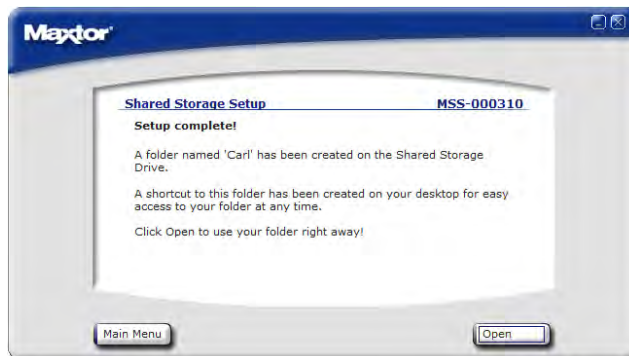 Maxtor
Shared Storage Setup MSS-000310
Setup complete!
A folder named 'Carl' has been created on the Shared Storage
Drive.
A shortcut to this folder has been created on your desktop for easy
access to your folder at any time.
Click Open to use your folder right away!
Main Menu Open